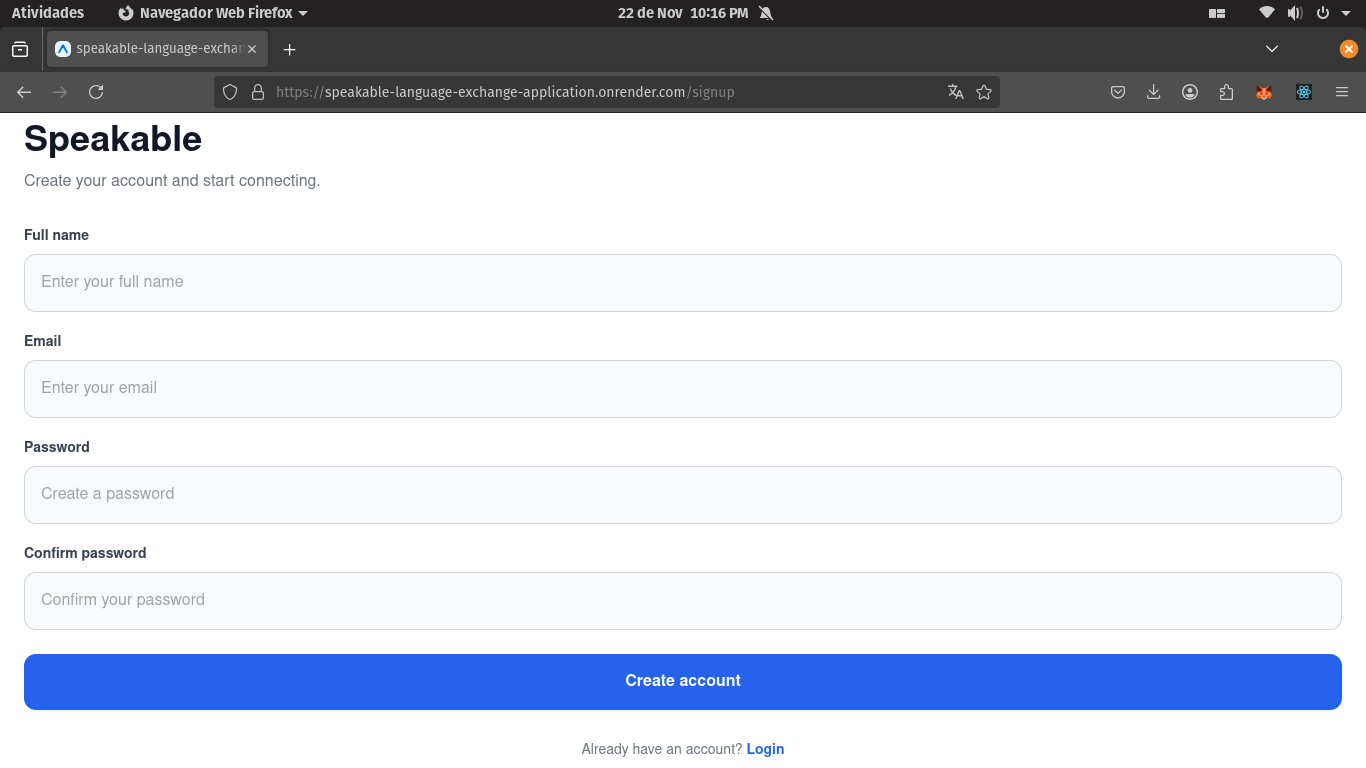 Atividades Navegador Web Firefox 22 de Nov 10:16 PM
speakable-language-exchan
https://speakable-language-exchange-application.onrender.com/signup
Speakable
Create your account and start connecting.
Full name
Enter your full name
Email
Enter your email
Password
Create a password
Confirm password
Confirm your password
Create account
Already have an account? Login